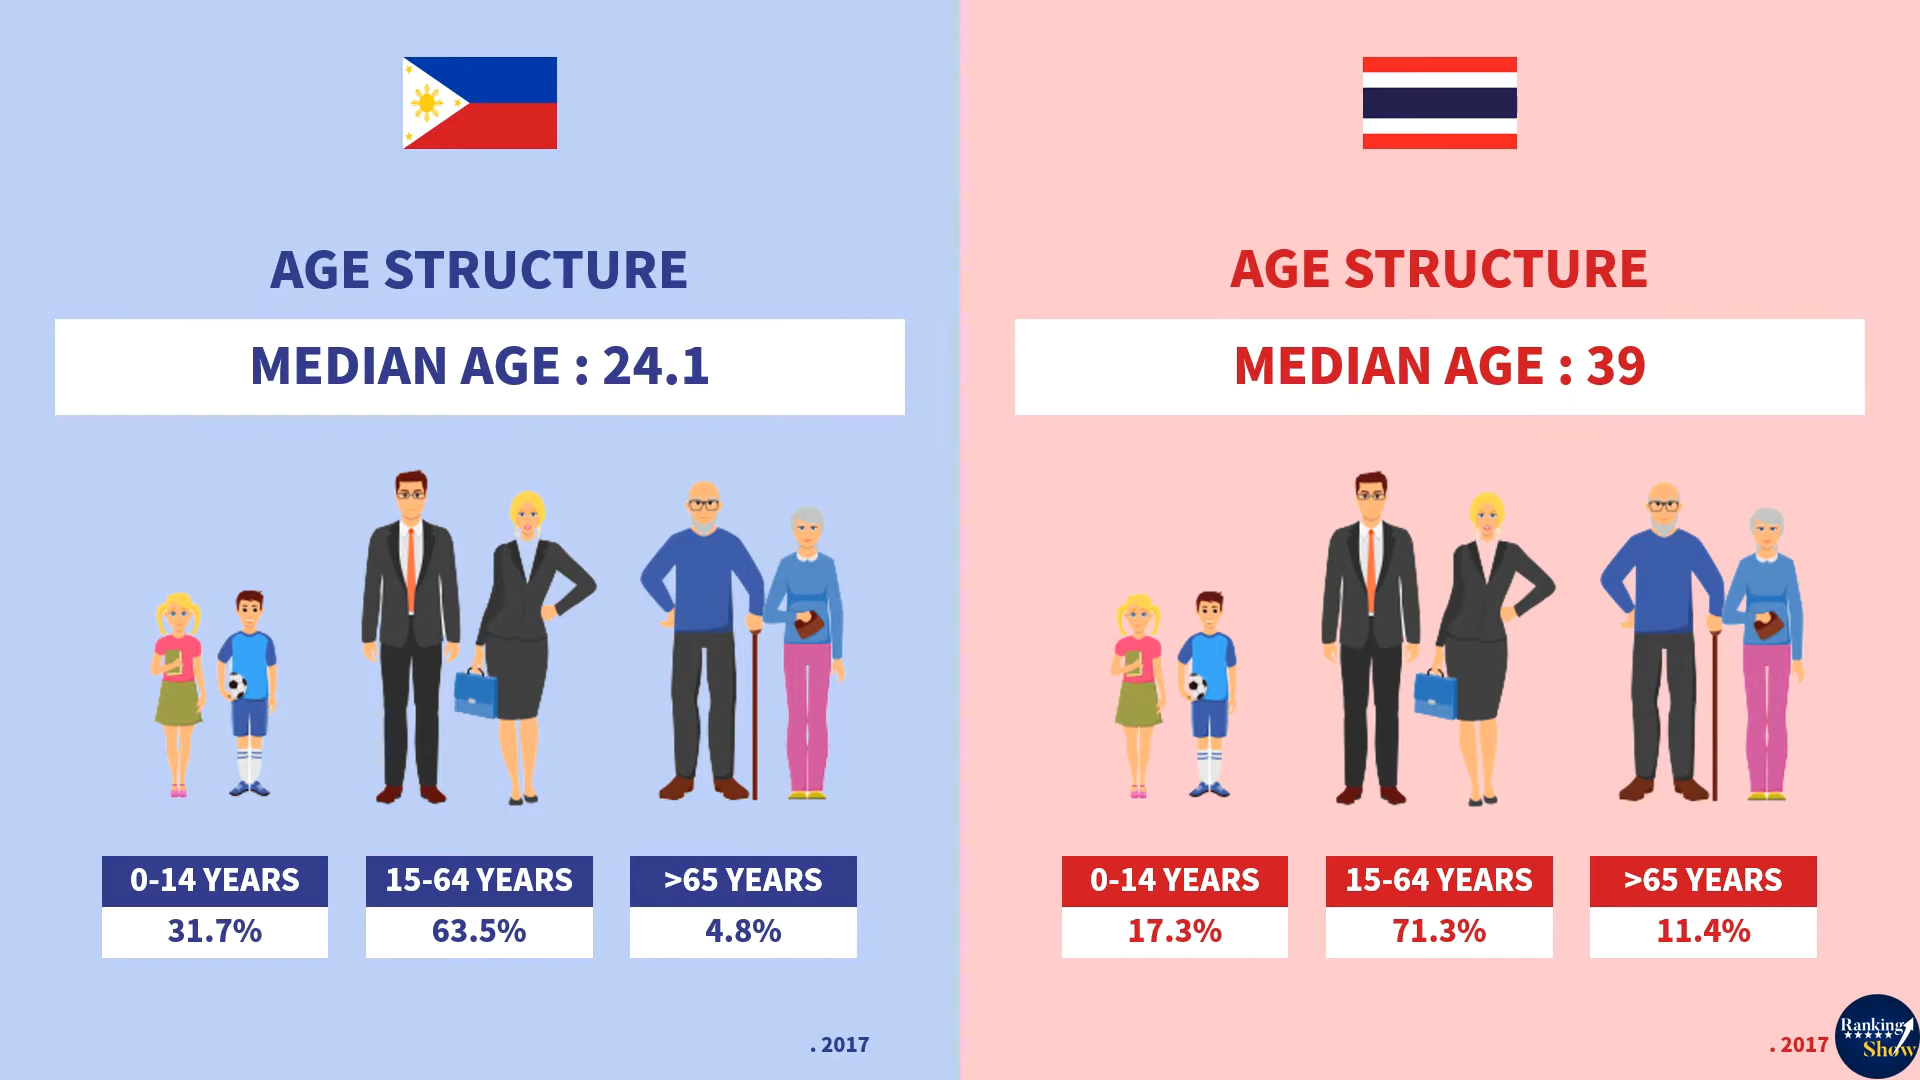 AGE STRUCTURE
MEDIAN AGE : 24.1
0-14 YEARS
31.7%
15-64 YEARS
63.5%
>65 YEARS
4.8%
. 2017
AGE STRUCTURE
MEDIAN AGE : 39
0-14 YEARS
17.3%
15-64 YEARS
71.3%
>65 YEARS
11.4%
. 2017
Ranking
Show